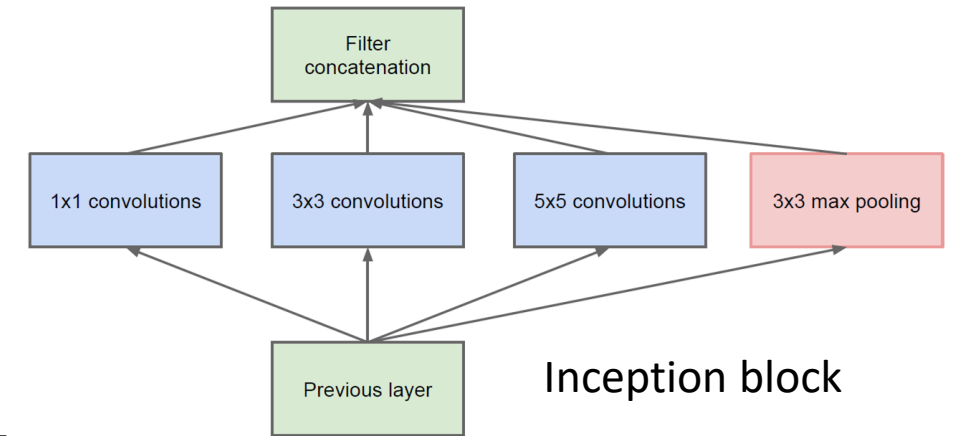 Filter
concatenation
1x1 convolutions
3x3 convolutions
5x5 convolutions
3x3 max pooling
Previous layer
Inception block